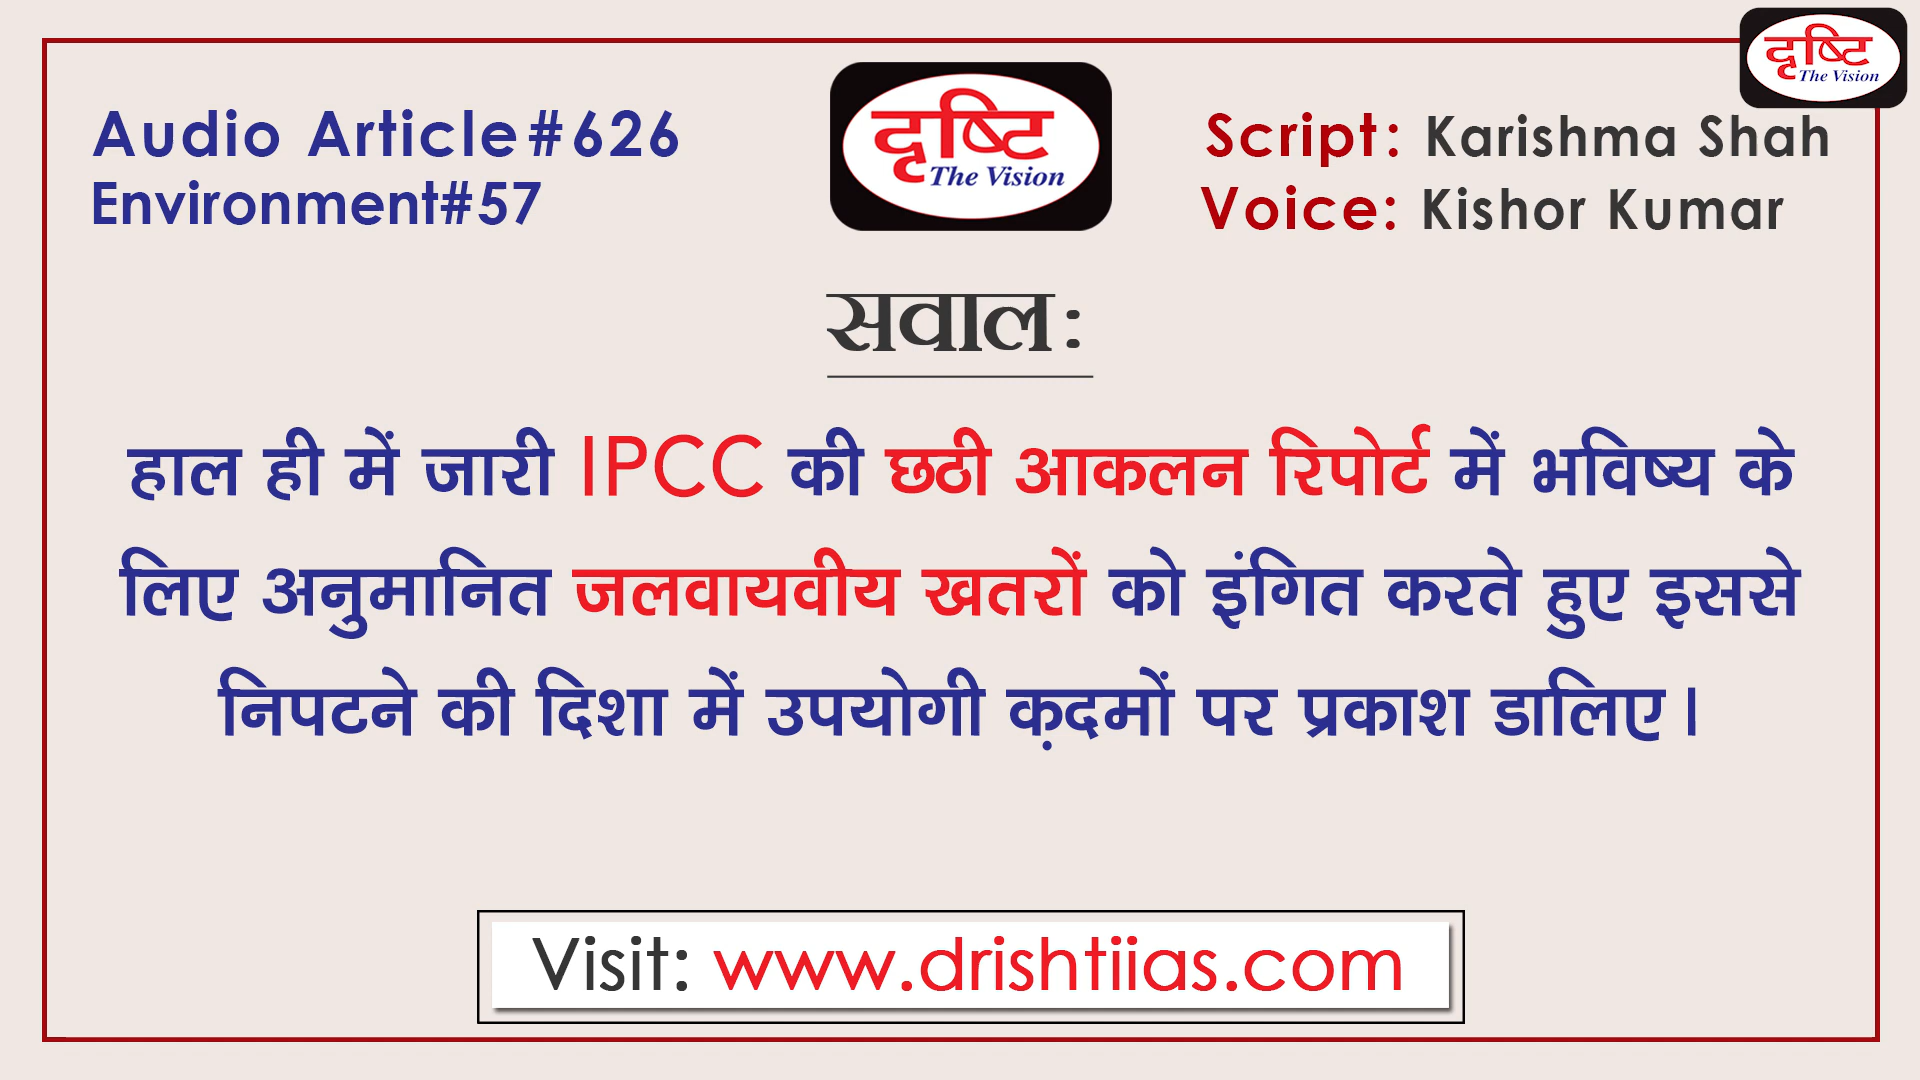 दृष्टि
The Vision
Audio Article#626
Environment#57
दृष्टि
The Vision
Script: Karishma Shah
Voice: Kishor Kumar
सवाल:
हाल ही में जारी IPCC की छठी आकलन रिपोर्ट में भविष्य के
लिए अनुमानित जलवायवीय खतरों को इंगित करते हुए इससे
निपटने की दिशा में उपयोगी क़दमों पर प्रकाश डालिए।
Visit: www.drishtiias.com